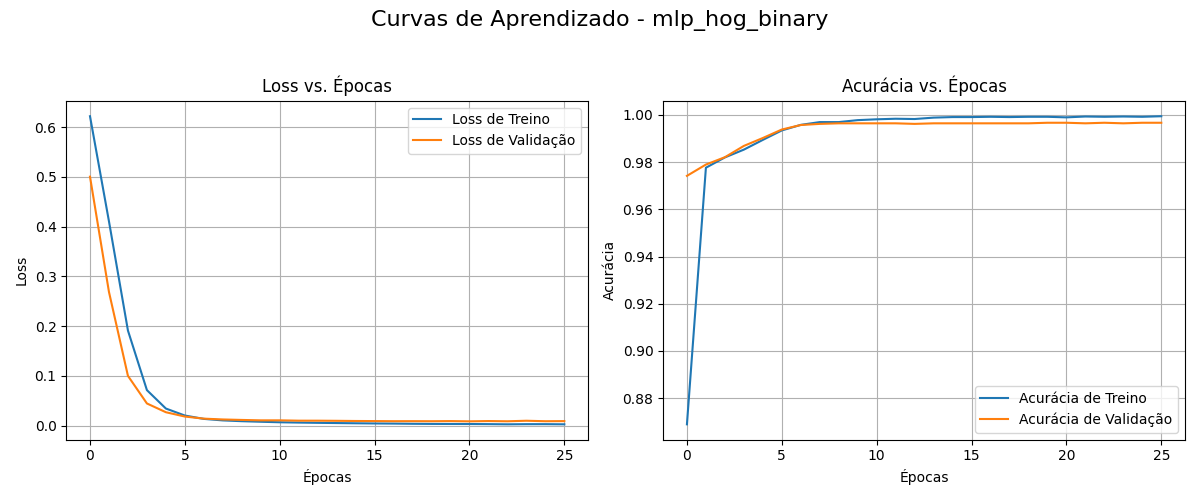 Curvas de Aprendizado - mlp_hog_binary
Loss vs. Épocas
Loss de Treino
Loss de Validação
0.6
0.5
0.4
0.3
0.2
0.1
0.0
Loss
0 5 10 15 20 25
Épocas
Acurácia vs. Épocas
1.00
0.98
0.96
0.94
0.92
0.90
0.88
Acurácia
Acurácia de Treino
Acurácia de Validação
0 5 10 15 20 25
Épocas